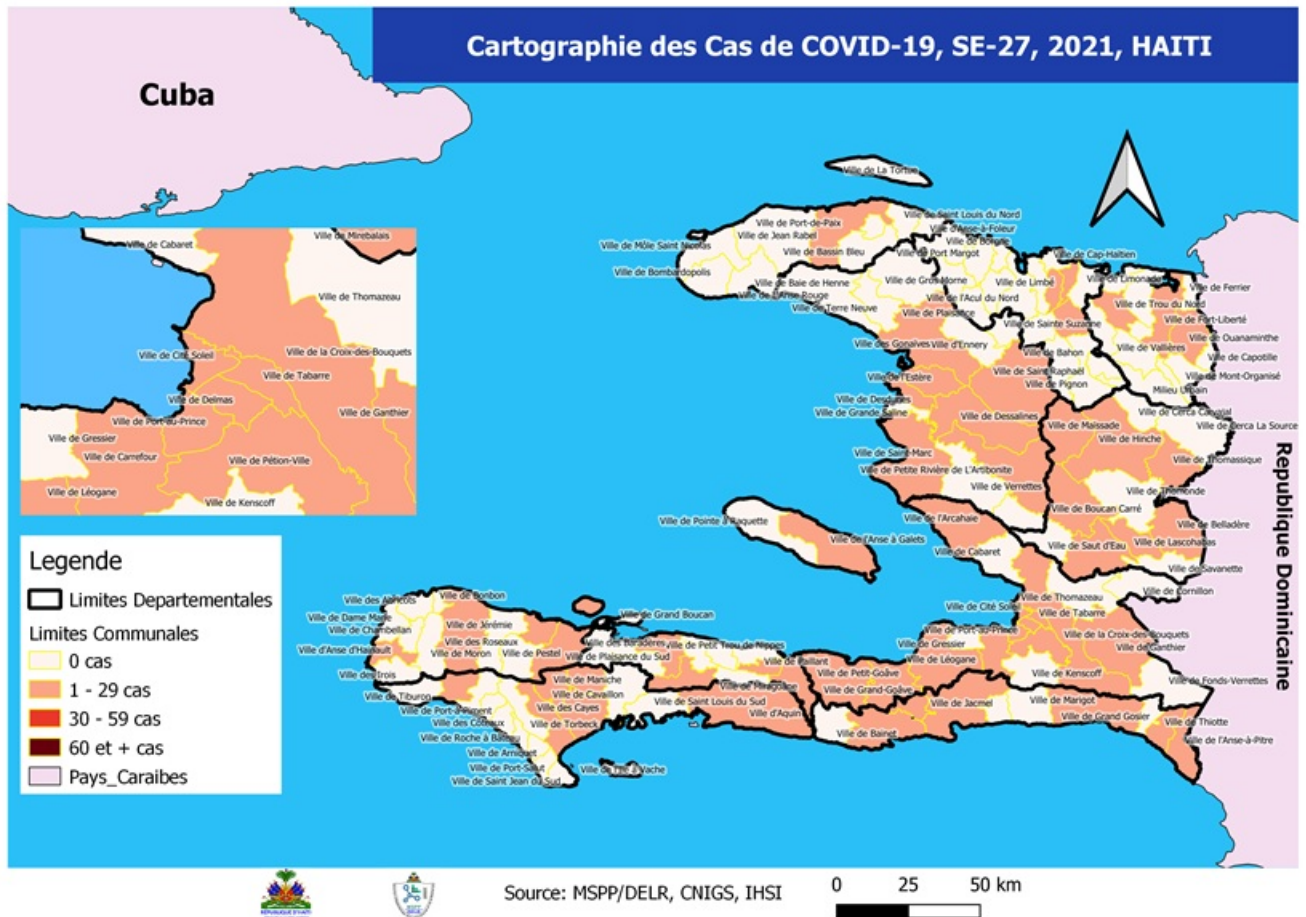 Cartographie des Cas de COVID-19, SE-27, 2021, HAITI
Cuba
Ville de La Tortue
Ville de Saint Louis du Nord
Ville de Port-de-Paix
Ville d'Anse-à-Foleur
Ville de Jean Rabel
Ville de Borgne
Ville de Môle Saint Nicolas
Ville de Bassin Bleu
Ville de Port Margot
Ville de Cap-Haïtien
Ville de Bombardopolis
Ville de Baie de Henne
Ville de Gros Morne
Ville de Limbé
Ville de Limonade
Ville de Ferrier
Ville de L'Anse Rouge
Ville de l'Acul du Nord
Ville de Trou du Nord
Ville de Terre Neuve
Ville de Plaisance
Ville de Fort-Liberté
Ville de Sainte Suzanne
Ville de Ouanaminthe
Ville des Gonaïves
Ville d'Ennery
Ville de Bahon
Ville de Vallières
Ville de Capotille
Ville de Saint Raphaël
Ville de l'Estère
Ville de Pignon
Ville de Mont-Organisé
Milieu Urbain
Ville de Desdunes
Ville de Grande Saline
Ville de Dessalines
Ville de Cerca Carvajal
Ville de Maissade
Ville de Cerca La Source
Ville de Hinche
Ville de Saint-Marc
Ville de Thomassique
Ville de Petite Rivière de L'Artibonite
Ville de Verrettes
Ville de Thomonde
Ville de Boucan Carré
Ville de l'Arcahaie
Ville de Pointe à Raquette
Ville de Belladère
Ville de l'Anse à Galets
Ville de Saut d'Eau
Ville de Lascohabas
Ville de Cabaret
Ville de Savanette
Ville de Cornillon
Ville de Thomazeau
Ville de Cité Soleil
Ville de Tabarre
Ville de Port-au-Prince
Ville de la Croix-des-Bouquets
Ville de Gressier
Ville de Ganthier
Ville de Léogane
Ville de Kenscoff
Ville de Fonds-Verrettes
Ville de Bonbon
Ville des Abricots
Ville de Dame Marie
Ville de Grand Boucan
Ville de Chambellan
Ville de Jérémie
Ville des Roseaux
Ville des Baradères
Ville de Petit Trou de Nippes
Ville d'Anse d'Hainault
Ville de Moron
Ville de Pestel
Ville de Plaisance du Sud
Ville de Paillant
Ville de Petit-Goâve
Ville des Irois
Ville de Maniche
Ville de Miragoâne
Ville de Grand-Goâve
Ville de Tiburon
Ville de Cavaillon
Ville de Saint Louis du Sud
Ville de Jacmel
Ville de Marigot
Ville de Port-à-Piment
Ville des Cayes
Ville d'Aquin
Ville de Grand Gosier
Ville de Thiotte
Ville des Coteaux
Ville de Torbeck
Ville de Bainet
Ville de l'Anse-à-Pitre
Ville de Roche à Bateau
Ville de Arniquet
Ville de Port-Salut
Ville de l'Ile à Vache
Ville de Saint Jean du Sud
Republique Dominicaine
Ville de Mirebalais
Ville de Cabaret
Ville de Thomazeau
Ville de Cité Soleil
Ville de la Croix-des-Bouquets
Ville de Tabarre
Ville de Delmas
Ville de Ganthier
Ville de Port-au-Prince
Ville de Gressier
Ville de Carrefour
Ville de Pétion-Ville
Ville de Léogane
Ville de Kenscoff
Legende
Limites Departementales
Limites Communales
0 cas
1 - 29 cas
30 - 59 cas
60 et + cas
Pays_Caraibes
Source: MSPP/DELR, CNIGS, IHSI
0 25 50 km